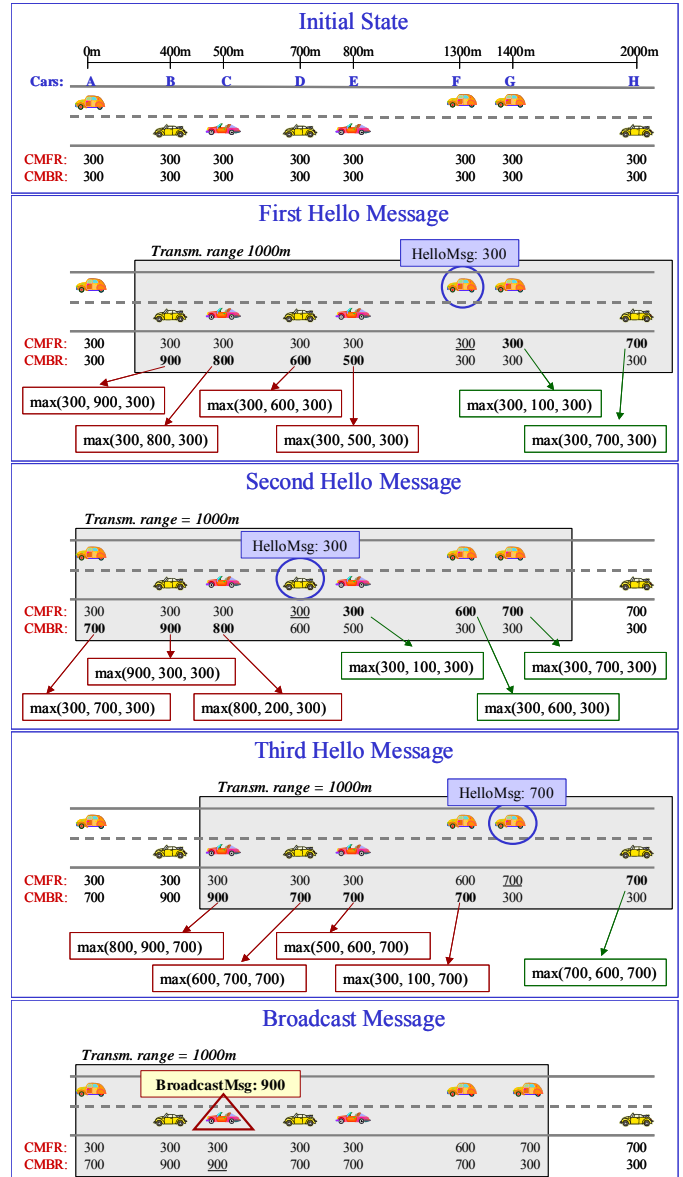 Initial State
0m 400m 500m 700m 800m 1300m 1400m 2000m
Cars: A B C D E F G H
CMFR: 300 300 300 300 300 300 300 300
CMBR: 300 300 300 300 300 300 300 300
First Hello Message
Transm. range 1000m
HelloMsg: 300
CMFR: 300 300 300 300 300 300 300 700
CMBR: 300 900 800 600 500 300 300 300
max(300, 900, 300)
max(300, 600, 300)
max(300, 100, 300)
max(300, 800, 300)
max(300, 500, 300)
max(300, 700, 300)
Second Hello Message
Transm. range = 1000m
HelloMsg: 300
CMFR: 300 300 300 300 300 600 700 700
CMBR: 700 900 800 600 500 300 300 300
max(900, 300, 300)
max(300, 100, 300)
max(300, 700, 300)
max(300, 700, 300)
max(800, 200, 300)
max(300, 600, 300)
Third Hello Message
Transm. range = 1000m
HelloMsg: 700
CMFR: 300 300 300 300 300 600 700 700
CMBR: 700 900 900 700 700 700 300 300
max(800, 900, 700)
max(500, 600, 700)
max(600, 700, 700)
max(300, 100, 700)
max(700, 600, 700)
Broadcast Message
Transm. range = 1000m
BroadcastMsg: 900
CMFR: 300 300 300 300 300 600 700 700
CMBR: 700 900 900 700 700 700 300 300